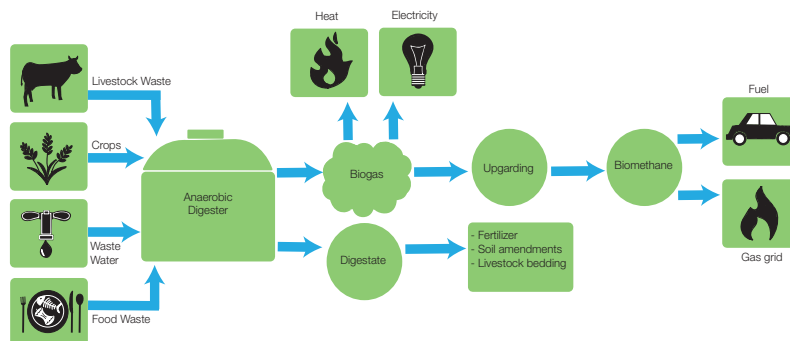 Heat
Electricity
Livestock Waste
Fuel
Crops
Anaerobic
Digester
Biogas
Upgarding
Biomethane
Waste
Water
Digestate
- Fertilizer
- Soil amendments
- Livestock bedding
Gas grid
Food Waste